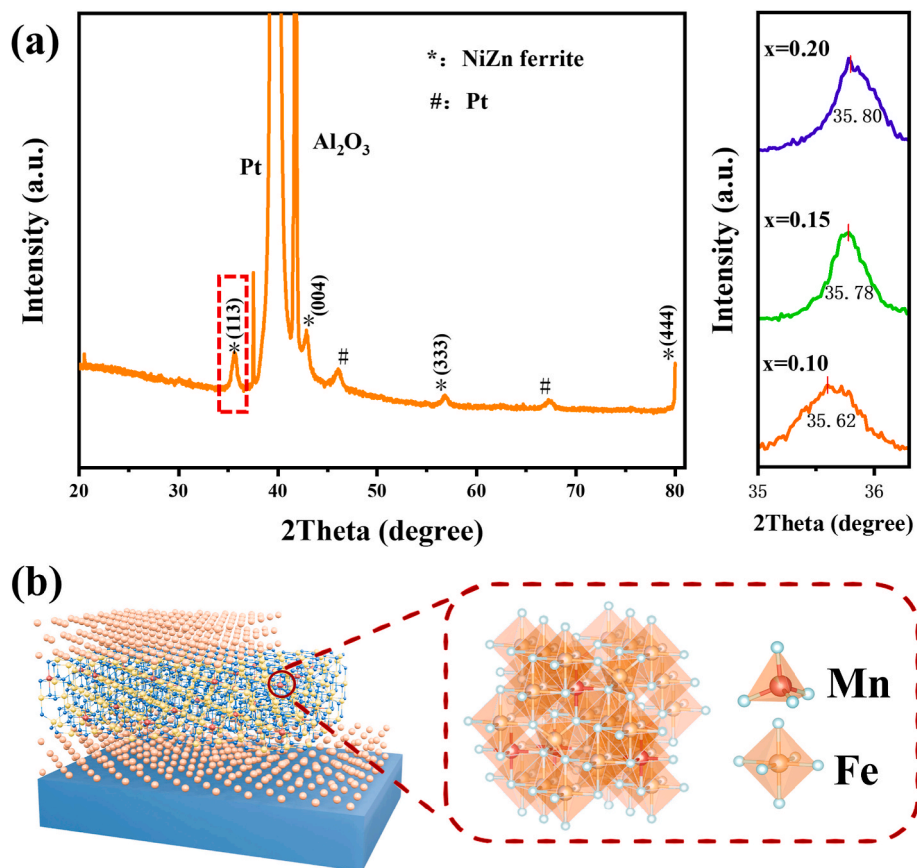 (a)
Intensity (a.u.)
*: NiZn ferrite
#: Pt
Pt
Al₂O₃
*(113)
*(004)
#
*(333)
#
*(444)
20 30 40 50 60 70 80
2Theta (degree)
Intensity (a.u.)
x=0.20
35.80
x=0.15
35.78
x=0.10
35.62
35 36
2Theta (degree)
(b)
Mn
Fe